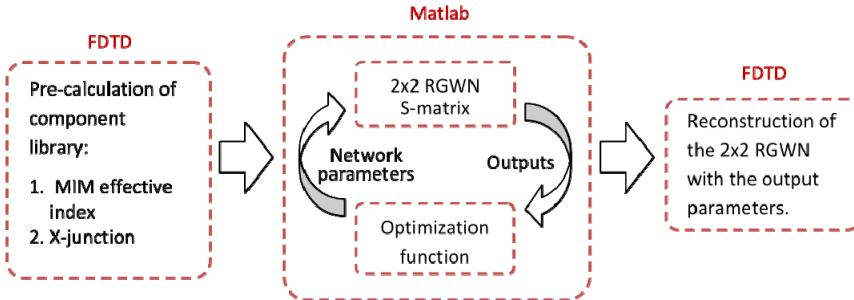 FDTD
Pre-calculation of
component
library:
1. MIM effective
index
2. X-junction
Matlab
2x2 RGWN
S-matrix
Network
parameters
Outputs
Optimization
function
FDTD
Reconstruction of
the 2x2 RGWN
with the output
parameters.